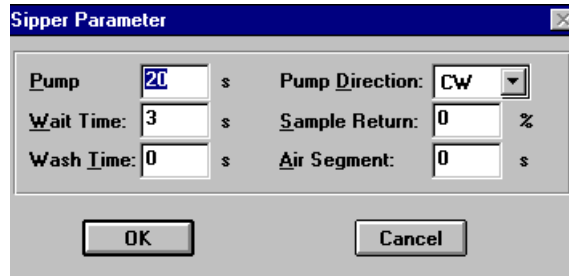 Sipper Parameter
Pump 20 s Pump Direction: CW
Wait Time: 3 s Sample Return: 0 %
Wash Time: 0 s Air Segment: 0 s
OK Cancel